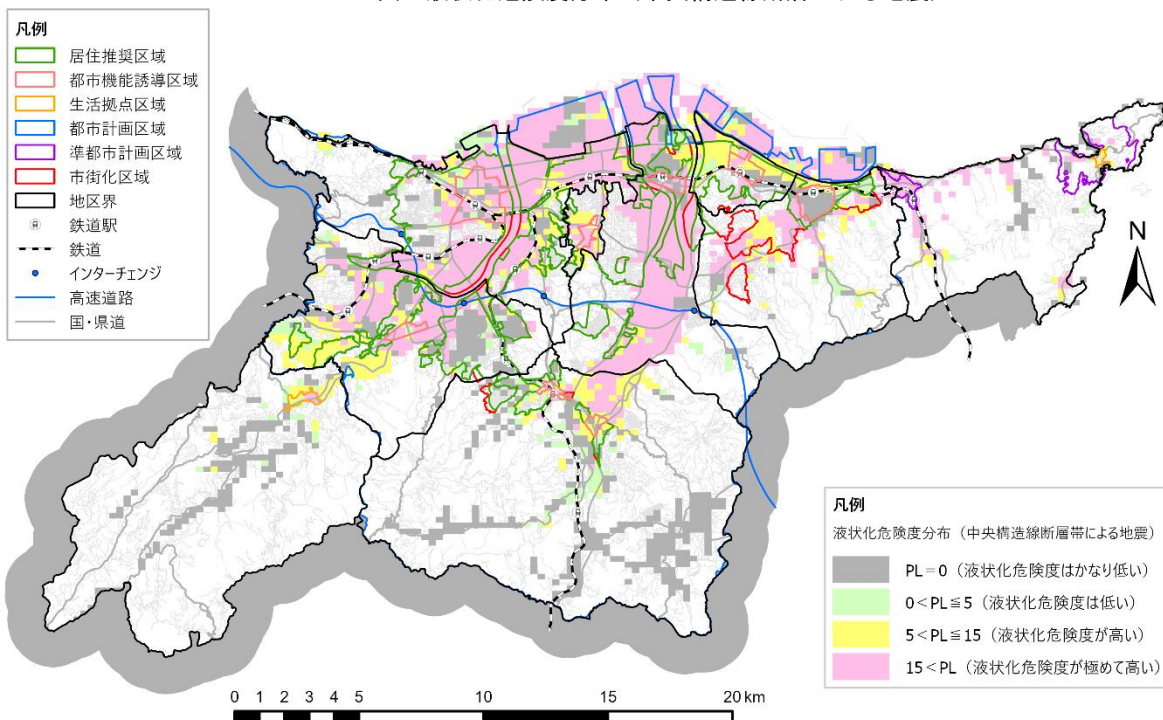 凡例
居住推奨区域
都市機能誘導区域
生活拠点区域
都市計画区域
準都市計画区域
市街化区域
地区界
鉄道駅
鉄道
インターチェンジ
高速道路
国・県道
N
凡例
液状化危険度分布（中央構造線断層帯による地震）
PL＝0（液状化危険度はかなり低い）
0＜PL≦5（液状化危険度は低い）
5＜PL≦15（液状化危険度が高い）
15＜PL（液状化危険度が極めて高い）
0 1 2 3 4 5 10 15 20 km